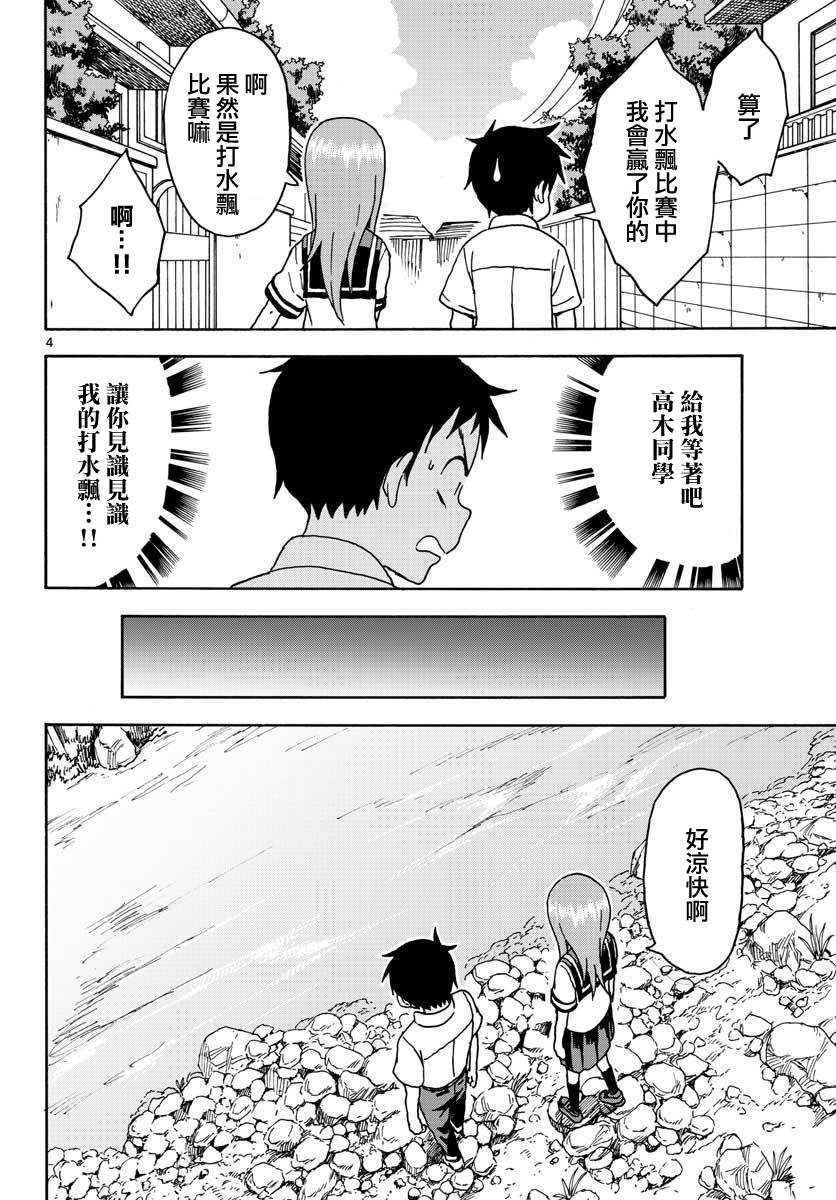 算了
打水飄比賽中
我會贏了你的
啊
果然是打水飄
比賽嘛
啊…!!
4
給我等著吧
高木同學
讓你見識見識
我的打水飄…!!
好涼快啊